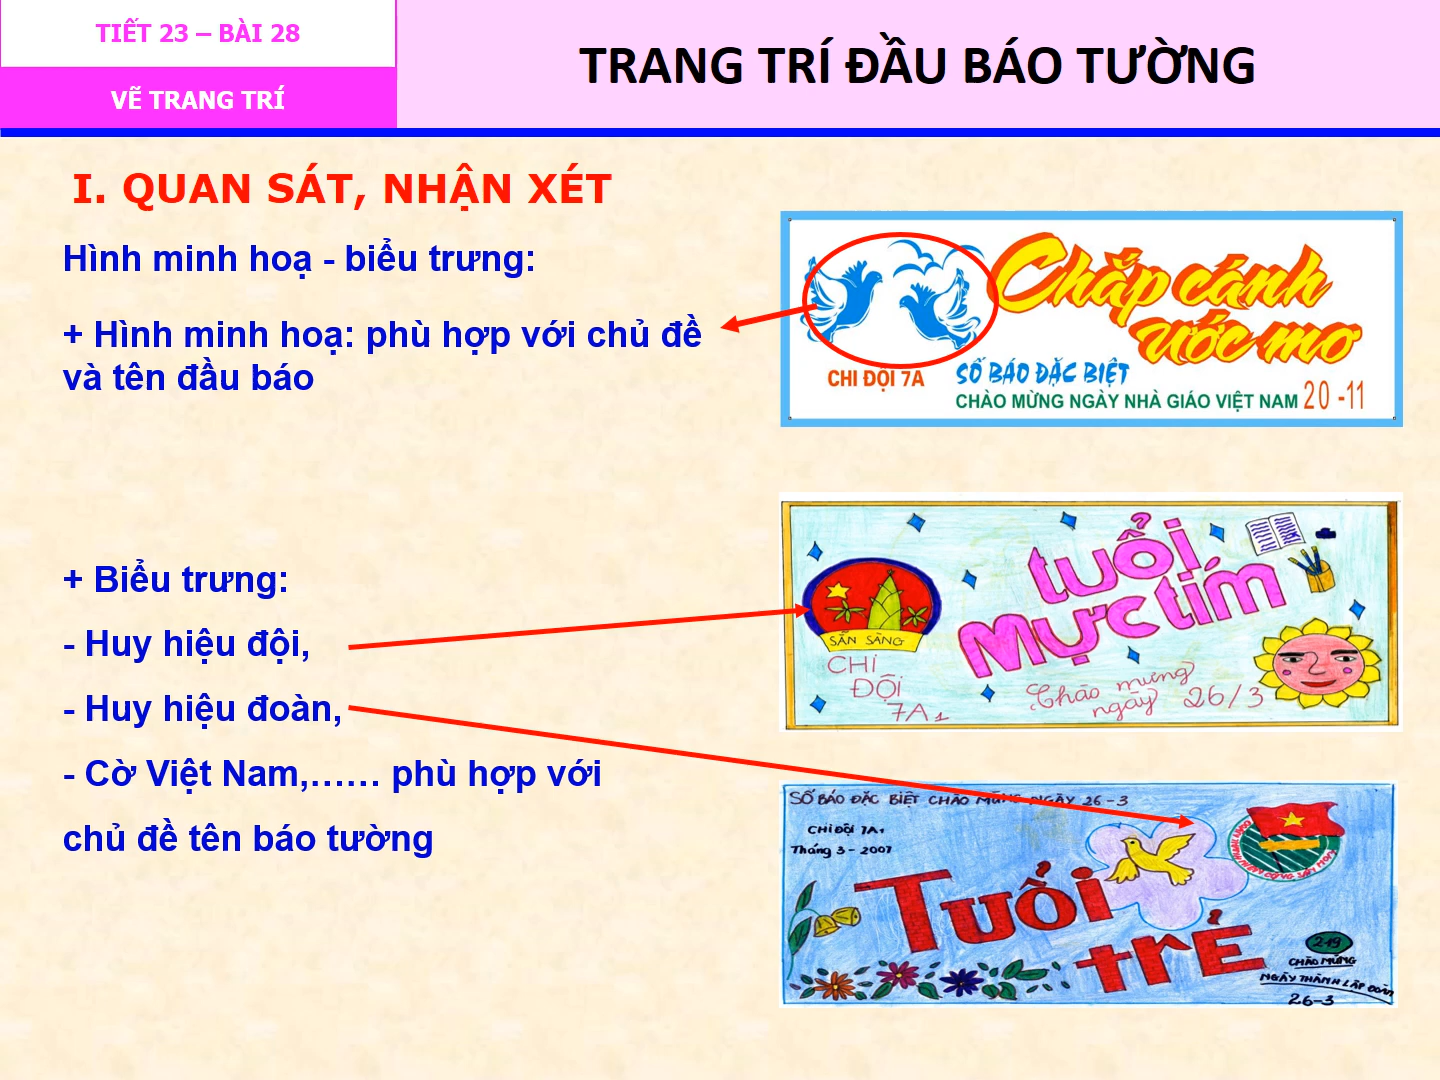 TIẾT 23 – BÀI 28
VẼ TRANG TRÍ
TRANG TRÍ ĐẦU BÁO TƯỜNG
I. QUAN SÁT, NHẬN XÉT
Hình minh hoạ - biểu trưng:
+ Hình minh hoạ: phù hợp với chủ đề
và tên đầu báo
+ Biểu trưng:
- Huy hiệu đội,
- Huy hiệu đoàn,
- Cờ Việt Nam,…… phù hợp với
chủ đề tên báo tường
Chắp cánh
ước mơ
CHI ĐỘI 7A
SỐ BÁO ĐẶC BIỆT
CHÀO MỪNG NGÀY NHÀ GIÁO VIỆT NAM 20 -11
tuổi
Mực tím
SẴN SÀNG
CHI
ĐỘI
7A1
Chào mừng
ngày 26/3
SỐ BÁO ĐẶC BIỆT CHÀO MỪNG NGÀY 26-3
CHi Đội 7A1
Tháng 3 - 2007
Tuổi
trẻ
219
CHÀO MỪNG
NGÀY THÀNH LẬP ĐOÀN
26-3